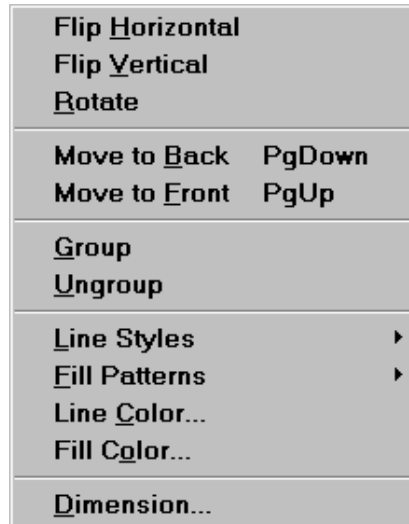 Flip Horizontal
Flip Vertical
Rotate
Move to Back PgDown
Move to Front PgUp
Group
Ungroup
Line Styles
Fill Patterns
Line Color...
Fill Color...
Dimension...